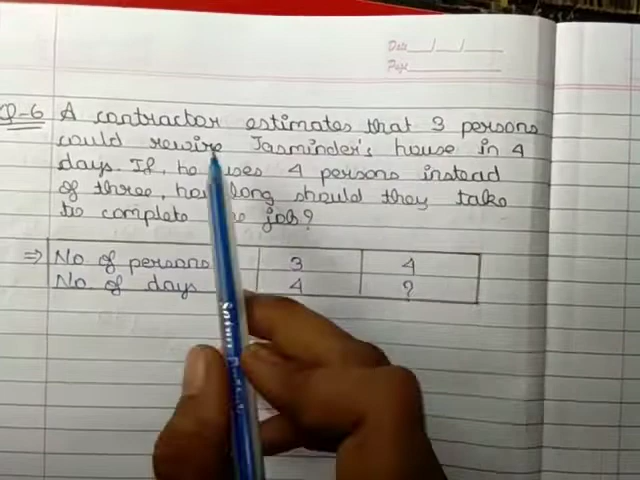 Date
Page
Q-6 A contractor estimates that 3 persons
could rewire Jasminder's house in 4
days. If, he uses 4 persons instead
of three, how long should they take
to complete job?
⇒ No of persons 3 4
No of days 4 ?